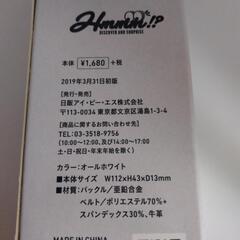 Hmmm!?
DISCOVER AND SURPRISE
本体 ¥1,680 +税
2019年3月31日初版
(発行・発売)
日販アイ・ピー・エス株式会社
〒113-0034 東京都文京区湯島1-3-4
(商品に関するお問い合わせ先)
TEL:03-3518-9756
(10:00〜12:00、及び14:00〜17:00
土・日・祝日・年末年始を除く)
カラー:オールホワイト
■本体サイズ W112×H43×D13mm
■材質:バックル/亜鉛合金
ベルト/ポリエステル70%+
スパンデックス30%、牛革
MADE IN CHINA